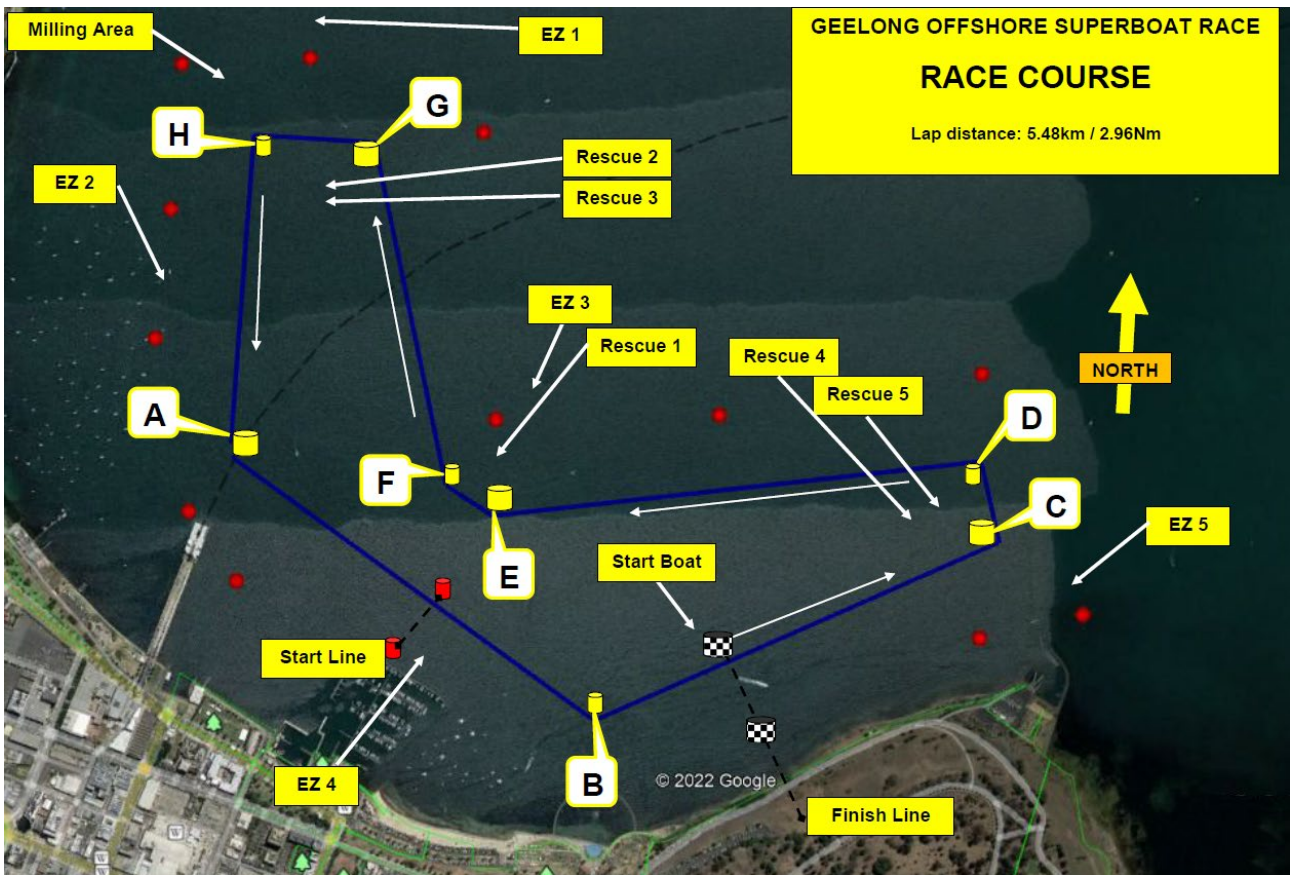 GEELONG OFFSHORE SUPERBOAT RACE
RACE COURSE
Lap distance: 5.48km / 2.96Nm
Milling Area
EZ 1
G
H
Rescue 2
EZ 2
Rescue 3
EZ 3
Rescue 1
Rescue 4
NORTH
Rescue 5
A
D
F
C
EZ 5
Start Boat
E
Start Line
EZ 4
B
© 2022 Google
Finish Line